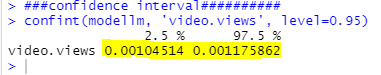 > ###confidence interval##########
> confint(modellm, 'video.views', level=0.95)
2.5 % 97.5 %
video.views 0.00104514 0.001175862
>